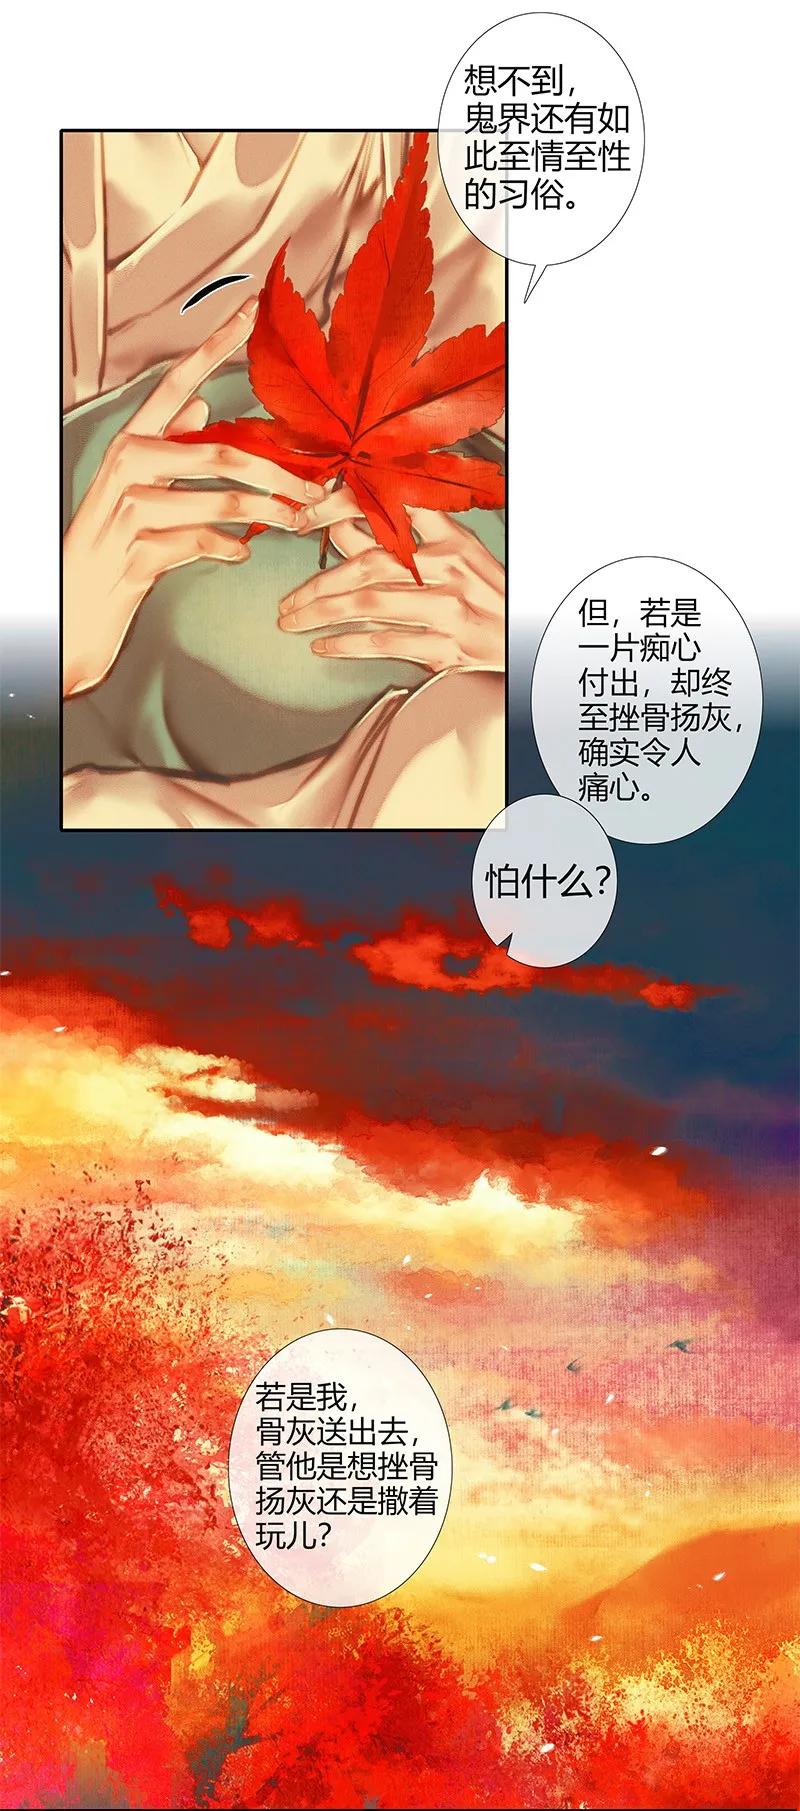 想不到，
鬼界还有如
此至情至性
的习俗。
但，若是
一片痴心
付出，却终
至挫骨扬灰，
确实令人
痛心。
怕什么？
若是我，
骨灰送出去，
管他是想挫骨
扬灰还是撒着
玩儿？